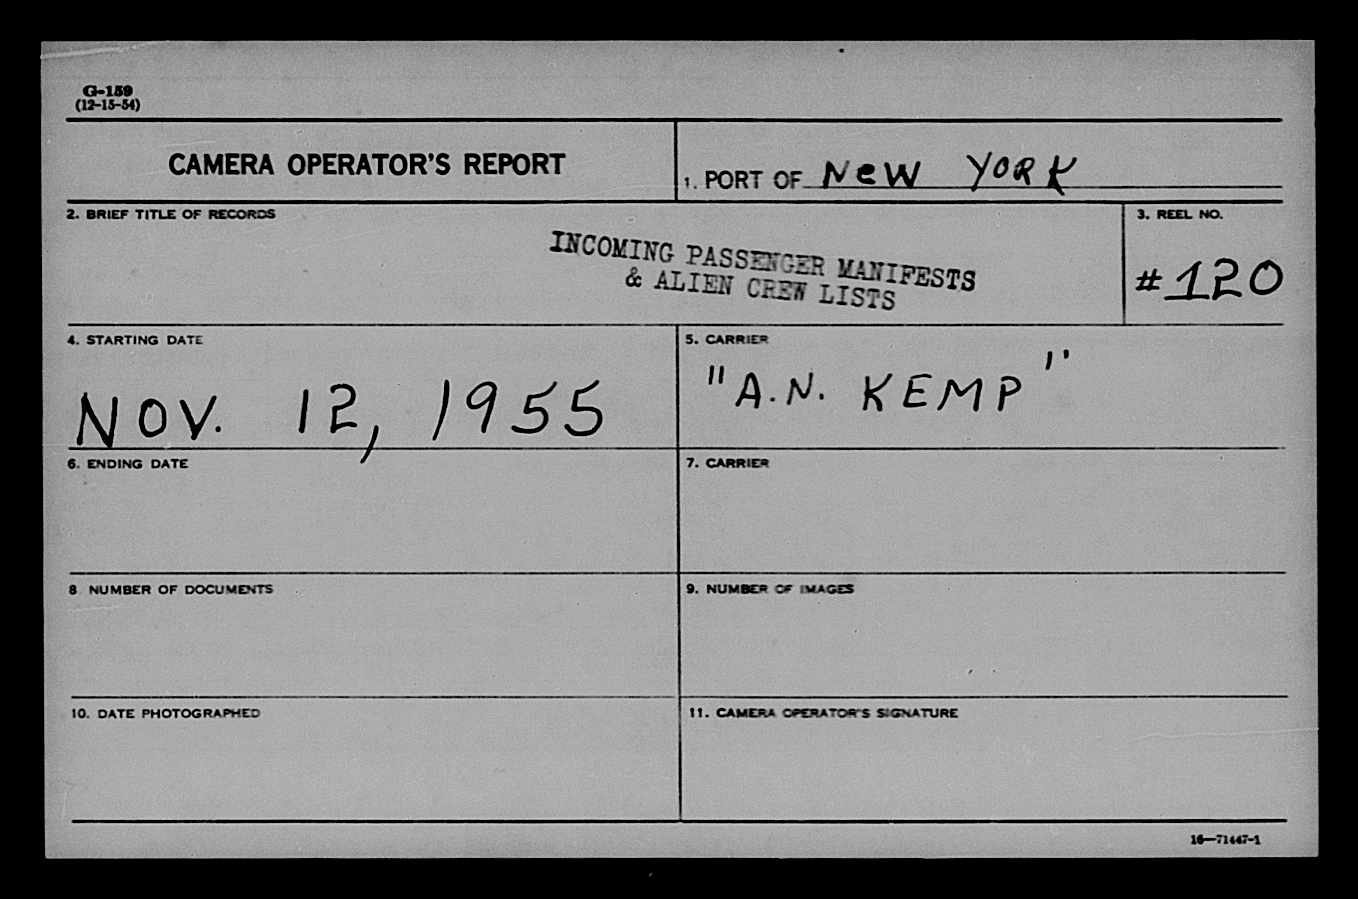 G-159
(12-15-54)
CAMERA OPERATOR'S REPORT
1. PORT OF New YORK
2. BRIEF TITLE OF RECORDS
INCOMING PASSENGER MANIFESTS
& ALIEN CREW LISTS
3. REEL NO.
#120
4. STARTING DATE
NOV. 12, 1955
5. CARRIER
"A.N. KEMP"
6. ENDING DATE
7. CARRIER
8 NUMBER OF DOCUMENTS
9. NUMBER OF IMAGES
10. DATE PHOTOGRAPHED
11. CAMERA OPERATOR'S SIGNATURE
16—71447-1